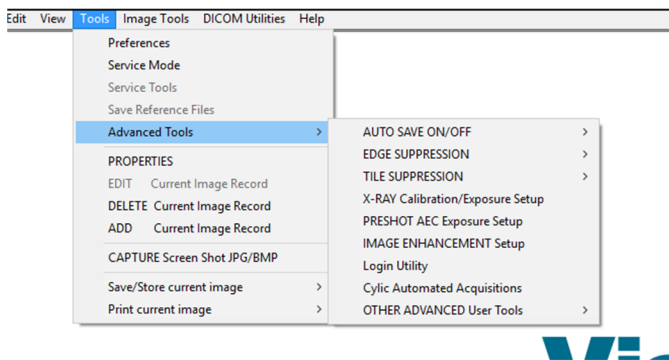 Edit View Tools Image Tools DICOM Utilities Help
Preferences
Service Mode
Service Tools
Save Reference Files
Advanced Tools
PROPERTIES
EDIT Current Image Record
DELETE Current Image Record
ADD Current Image Record
CAPTURE Screen Shot JPG/BMP
Save/Store current image
Print current image
AUTO SAVE ON/OFF
EDGE SUPPRESSION
TILE SUPPRESSION
X-RAY Calibration/Exposure Setup
PRESHOT AEC Exposure Setup
IMAGE ENHANCEMENT Setup
Login Utility
Cylic Automated Acquisitions
OTHER ADVANCED User Tools